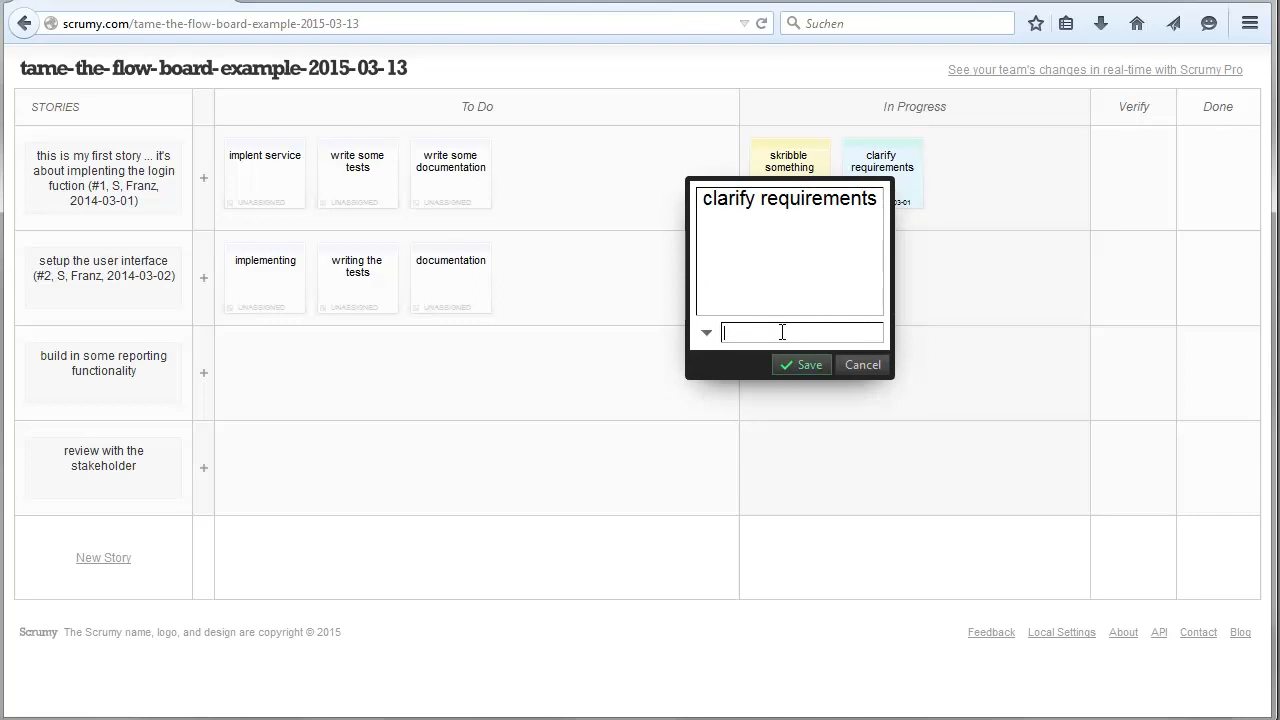 scrumy.com/tame-the-flow-board-example-2015-03-13
Suchen
tame-the-flow-board-example-2015-03-13
See your team's changes in real-time with Scrumy Pro
STORIES
To Do
In Progress
Verify
Done
this is my first story ... it's
about implenting the login
fuction (#1, S, Franz,
2014-03-01)
+
implent service
UNASSIGNED
write some
tests
UNASSIGNED
write some
documentation
UNASSIGNED
skribble
something
clarify
requirements
03-01
setup the user interface
(#2, S, Franz, 2014-03-02)
+
implementing
UNASSIGNED
writing the
tests
UNASSIGNED
documentation
UNASSIGNED
clarify requirements
Save
Cancel
build in some reporting
functionality
+
review with the
stakeholder
+
New Story
Scrumy The Scrumy name, logo, and design are copyright © 2015
Feedback
Local Settings
About
API
Contact
Blog